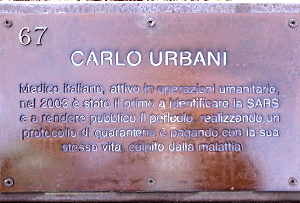 67
CARLO URBANI
Medico italiano, attivo in operazioni umanitarie,
nel 2003 è stato il primo a identificare la SARS
e a rendere pubblico il pericolo, realizzando un
protocollo di quarantena e pagando con la sua
stessa vita, colpito dalla malattia